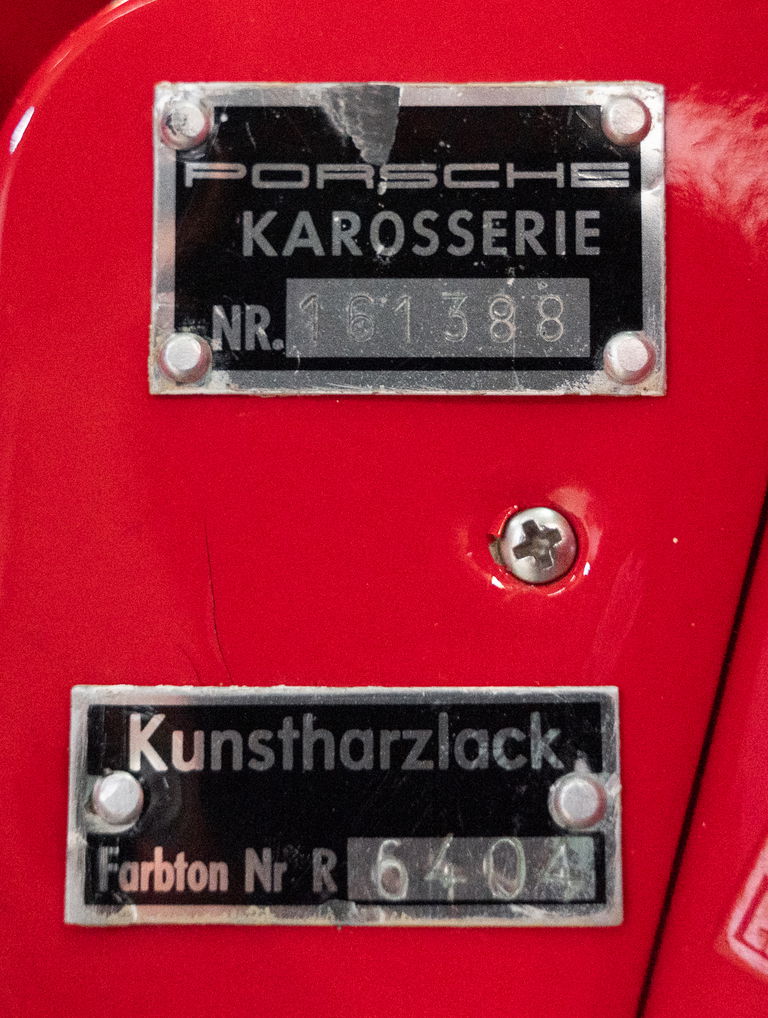 PORSCHE
KAROSSERIE
NR. 161388
Kunstharzlack
Farbton Nr R 6404